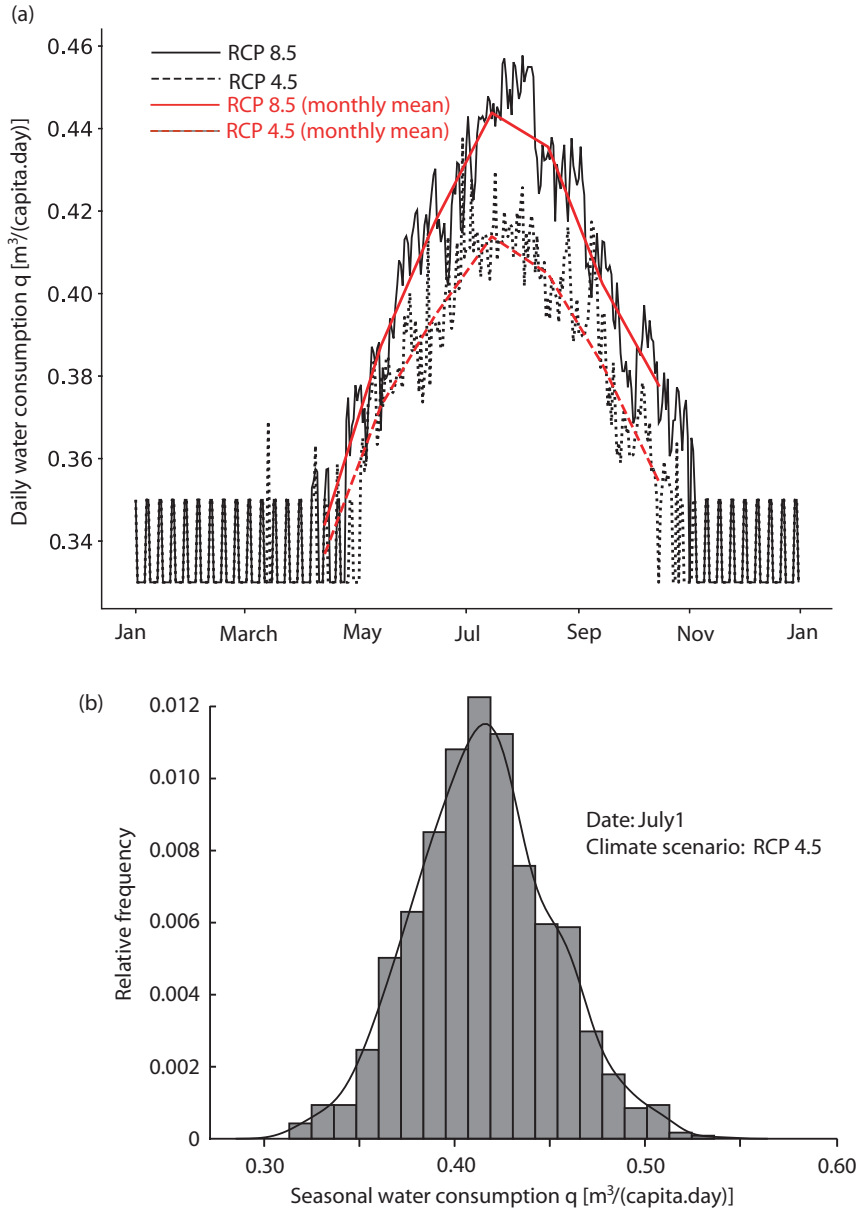 (a)
RCP 8.5
RCP 4.5
RCP 8.5 (monthly mean)
RCP 4.5 (monthly mean)
Daily water consumption q [m³/(capita.day)]
0.46
0.44
0.42
0.40
0.38
0.36
0.34
Jan March May Jul Sep Nov Jan
(b)
Relative frequency
0.012
0.010
0.008
0.006
0.004
0.002
0
Date: July1
Climate scenario: RCP 4.5
0.30 0.40 0.50 0.60
Seasonal water consumption q [m³/(capita.day)]